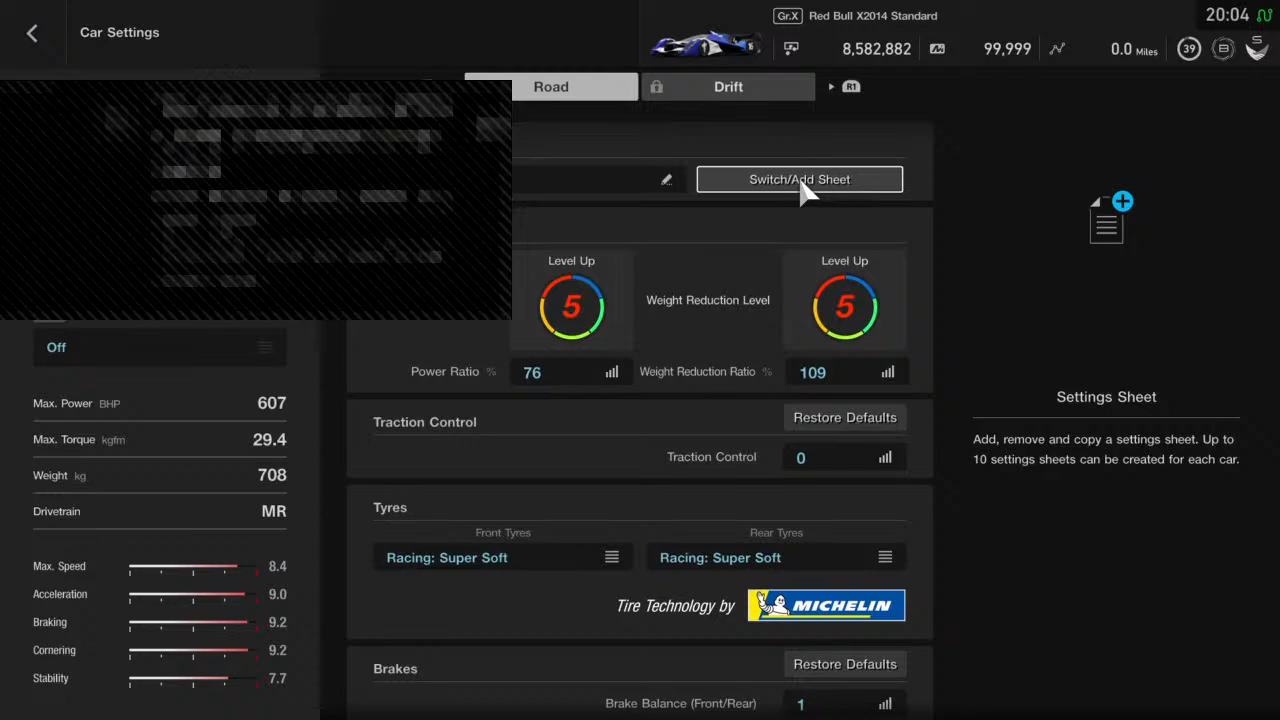 20:04
Gr.X Red Bull X2014 Standard
Car Settings
8,582,882 99,999 0.0 Miles 39 B S
Road Drift R1
Switch/Add Sheet
Level Up Level Up
5 Weight Reduction Level 5
Off
Power Ratio % 76 Weight Reduction Ratio % 109
Max. Power BHP 607
Max. Torque kgfm 29.4
Weight kg 708
Drivetrain MR
Max. Speed 8.4
Acceleration 9.0
Braking 9.2
Cornering 9.2
Stability 7.7
Traction Control Restore Defaults
Traction Control 0
Tyres
Front Tyres Rear Tyres
Racing: Super Soft Racing: Super Soft
Tire Technology by MICHELIN
Brakes Restore Defaults
Brake Balance (Front/Rear) 1
Settings Sheet
Add, remove and copy a settings sheet. Up to
10 settings sheets can be created for each car.